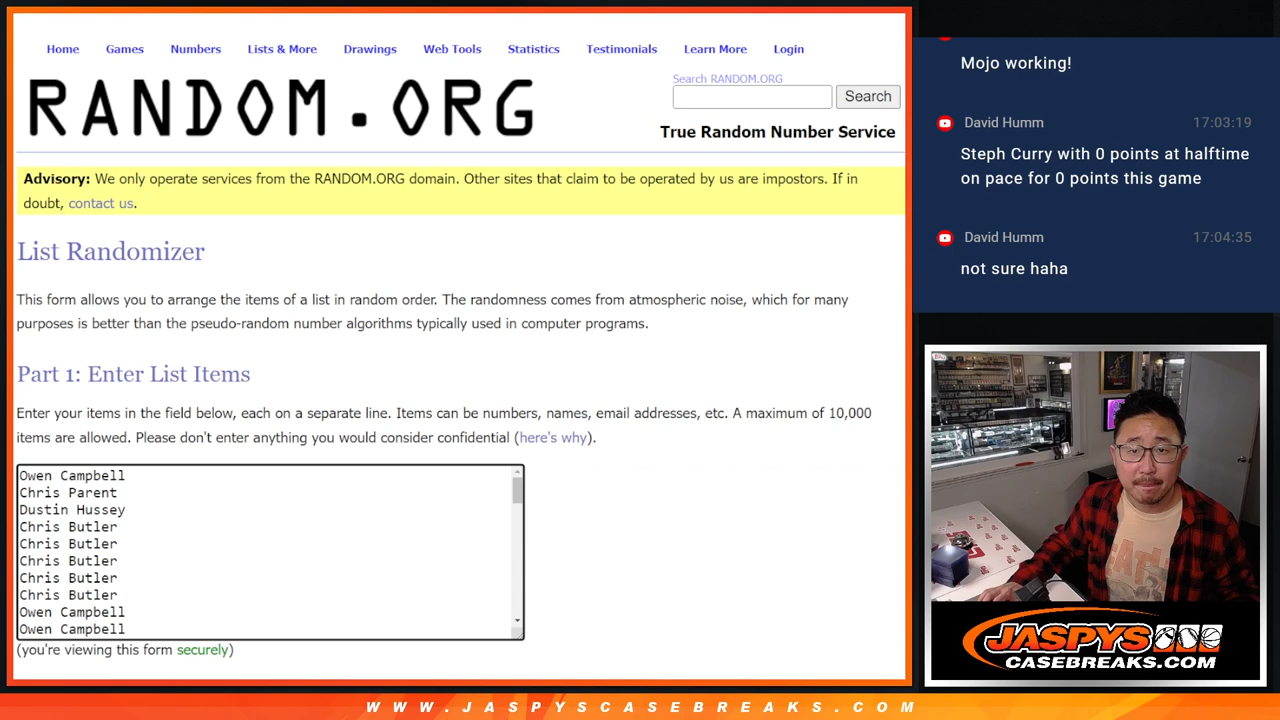 Home Games Numbers Lists & More Drawings Web Tools Statistics Testimonials Learn More Login
RANDOM.ORG
Search RANDOM.ORG
Search
True Random Number Service
Advisory: We only operate services from the RANDOM.ORG domain. Other sites that claim to be operated by us are impostors. If in
doubt, contact us.
List Randomizer
This form allows you to arrange the items of a list in random order. The randomness comes from atmospheric noise, which for many
purposes is better than the pseudo-random number algorithms typically used in computer programs.
Part 1: Enter List Items
Enter your items in the field below, each on a separate line. Items can be numbers, names, email addresses, etc. A maximum of 10,000
items are allowed. Please don't enter anything you would consider confidential (here's why).
Owen Campbell
Chris Parent
Dustin Hussey
Chris Butler
Chris Butler
Chris Butler
Chris Butler
Chris Butler
Owen Campbell
Owen Campbell
(you're viewing this form securely)
Mojo working!
David Humm 17:03:19
Steph Curry with 0 points at halftime
on pace for 0 points this game
David Humm 17:04:35
not sure haha
JASPYS
CASEBREAKS.COM
WWW.JASPYSCASEBREAKS.COM